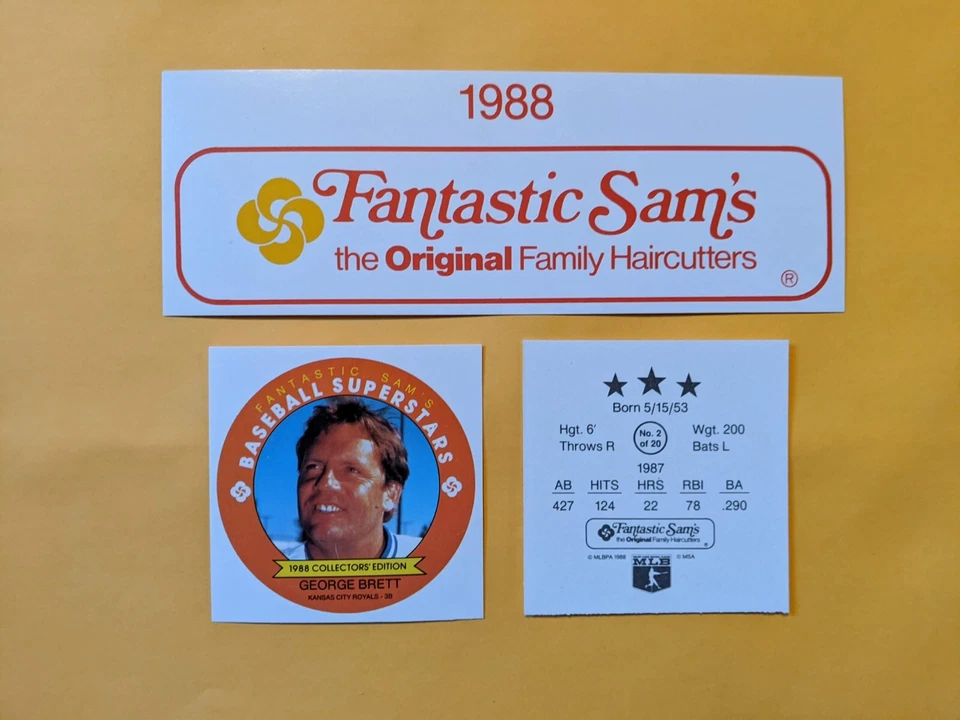 1988
Fantastic Sam's
the Original Family Haircutters
®
FANTASTIC SAM'S
BASEBALL SUPERSTARS
1988 COLLECTORS' EDITION
GEORGE BRETT
KANSAS CITY ROYALS - 3B
Born 5/15/53
Hgt. 6' No. 2 Wgt. 200
Throws R of 20 Bats L
1987
AB HITS HRS RBI BA
427 124 22 78 .290
Fantastic Sam's
the Original Family Haircutters
®
© MLBPA 1988 © MSA
MLB